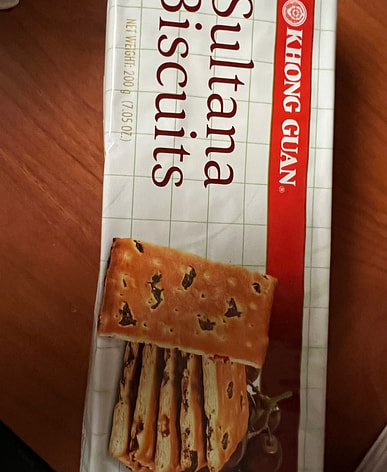 KHONG GUAN®
Sultana
Biscuits
NET WEIGHT: 200 g (7.05 OZ.)